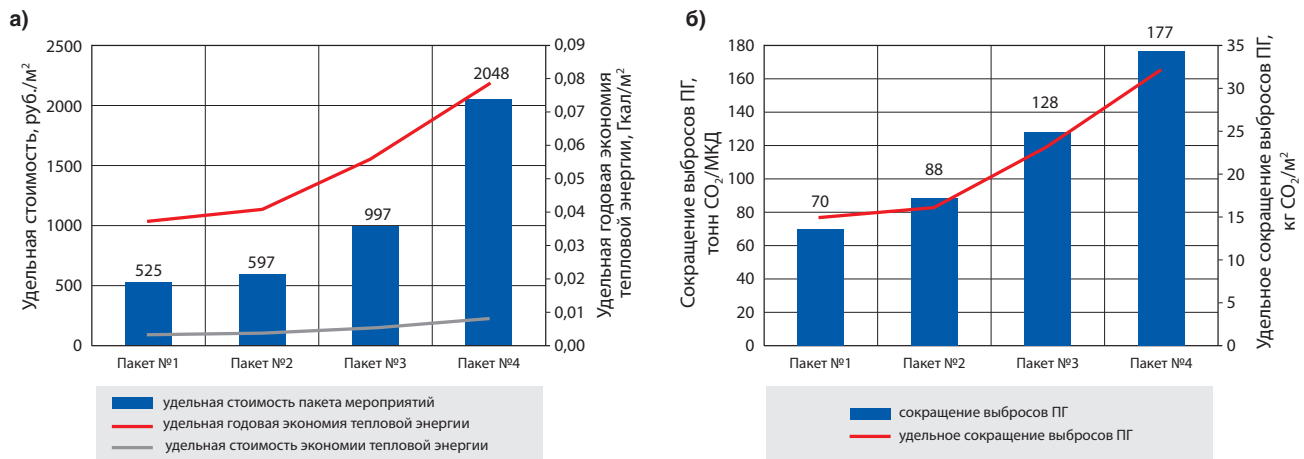 а)
Удельная стоимость, руб./м²
2500
2000
1500
1000
500
0
525
597
997
2048
0,09
0,08
0,07
0,06
0,05
0,04
0,03
0,02
0,01
0,00
Удельная годовая экономия
тепловой энергии, Гкал/м²
Пакет №1
Пакет №2
Пакет №3
Пакет №4
удельная стоимость пакета мероприятий
удельная годовая экономия тепловой энергии
удельная стоимость экономии тепловой энергии
б)
Сокращение выбросов ПГ,
тонн CO₂/МКД
180
160
140
120
100
80
60
40
20
0
70
88
128
177
35
30
25
20
15
10
5
0
Удельное сокращение выбросов ПГ,
кг CO₂/м²
Пакет №1
Пакет №2
Пакет №3
Пакет №4
сокращение выбросов ПГ
удельное сокращение выбросов ПГ